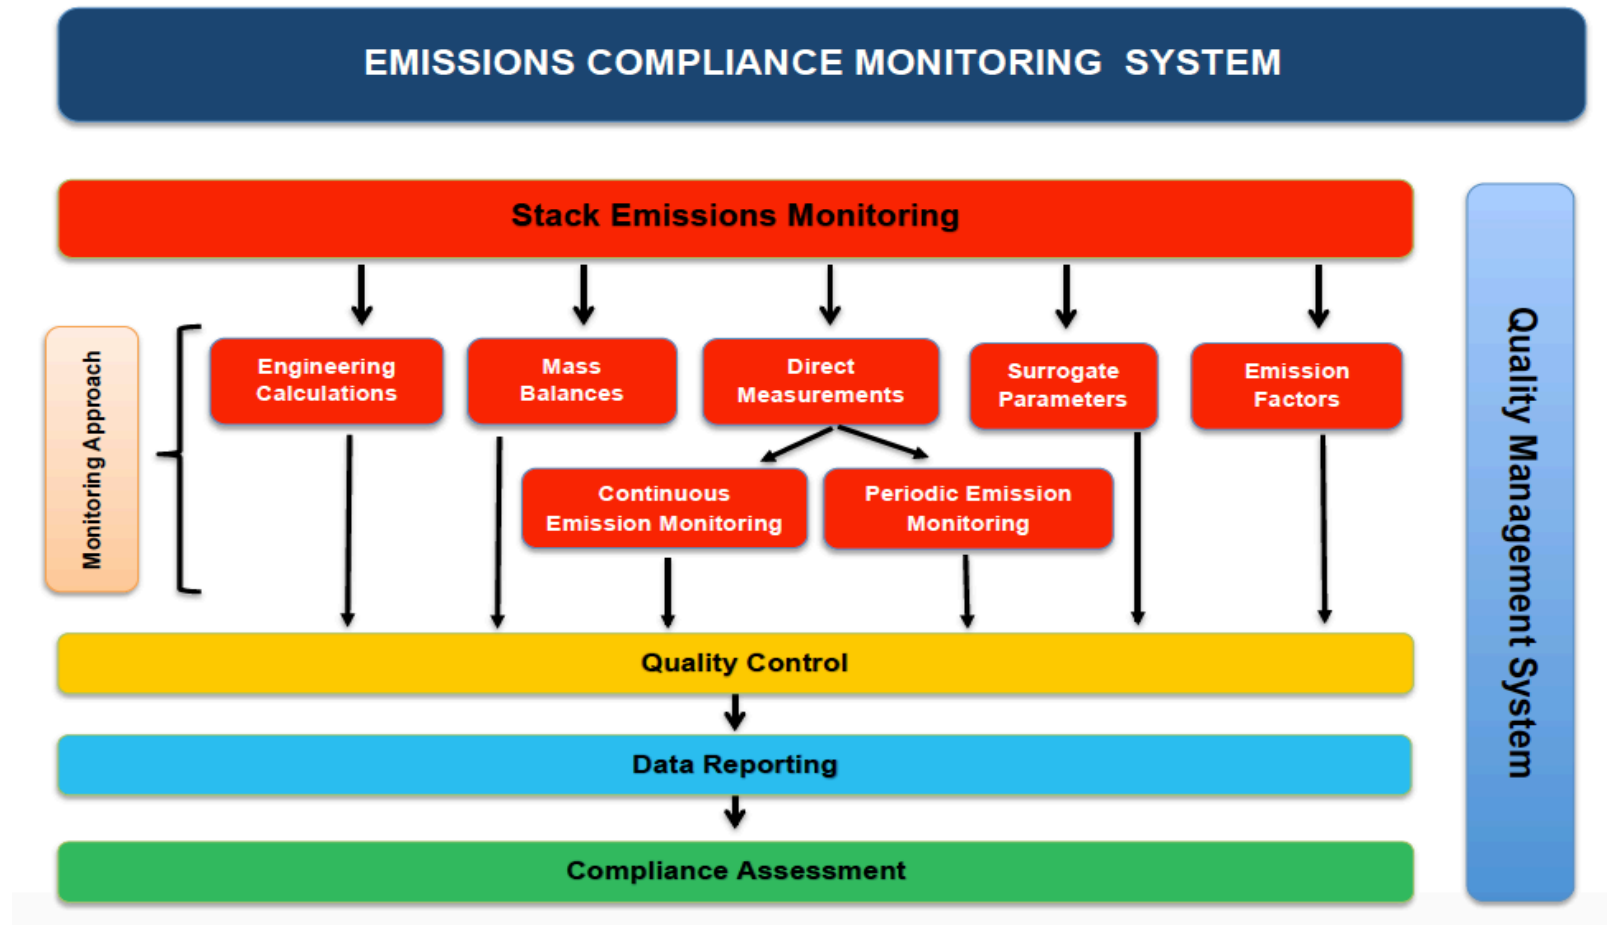 EMISSIONS COMPLIANCE MONITORING SYSTEM
Stack Emissions Monitoring
Monitoring Approach
Engineering
Calculations
Mass
Balances
Direct
Measurements
Surrogate
Parameters
Emission
Factors
Continuous
Emission Monitoring
Periodic Emission
Monitoring
Quality Control
Data Reporting
Compliance Assessment
Quality Management System